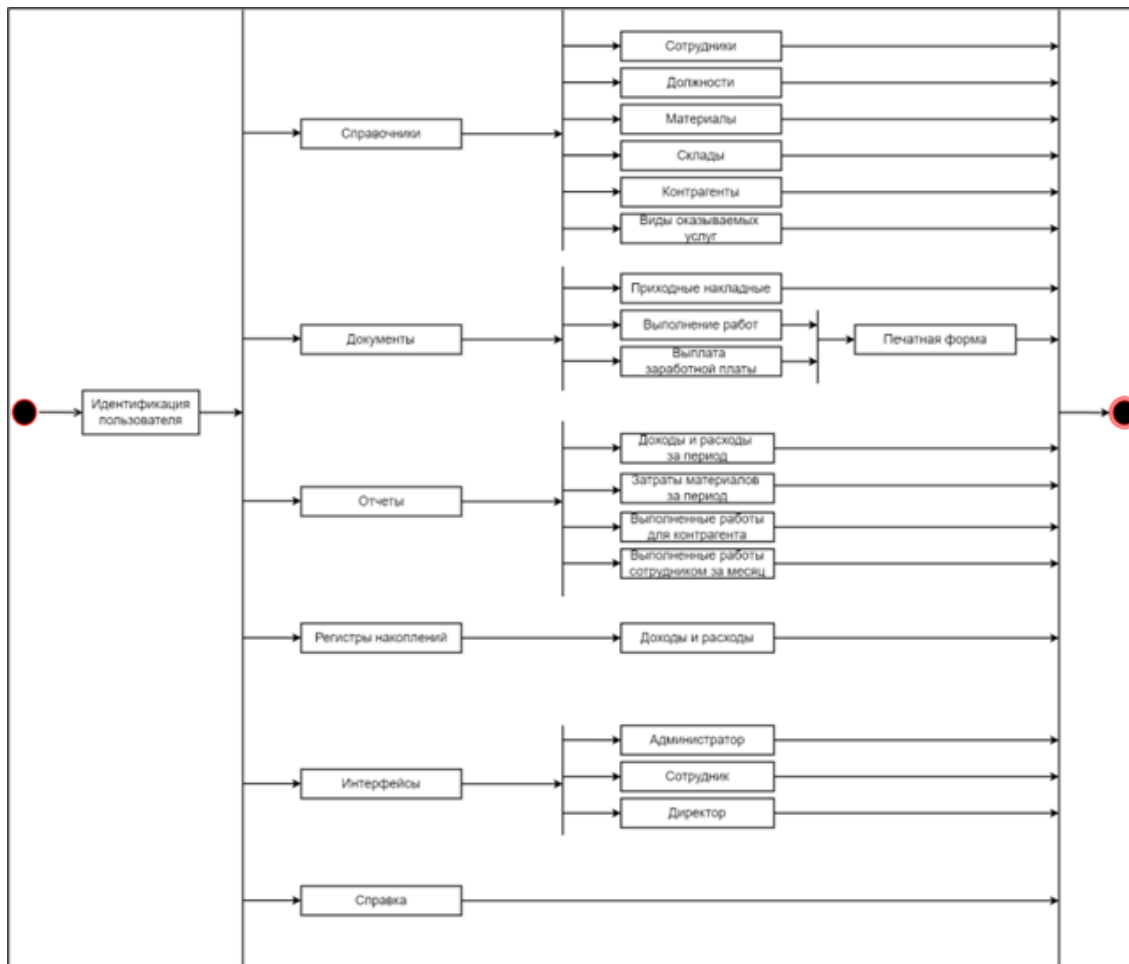 Сотрудники
Должности
Материалы
Справочники
Склады
Контрагенты
Виды оказываемых
услуг
Приходные накладные
Документы
Выполнение работ
Печатная форма
Выплата
заработной платы
Идентификация
пользователя
Доходы и расходы
за период
Затраты материалов
за период
Отчеты
Выполненные работы
для контрагента
Выполненные работы
сотрудником за месяц
Регистры накоплений
Доходы и расходы
Администратор
Интерфейсы
Сотрудник
Директор
Справка